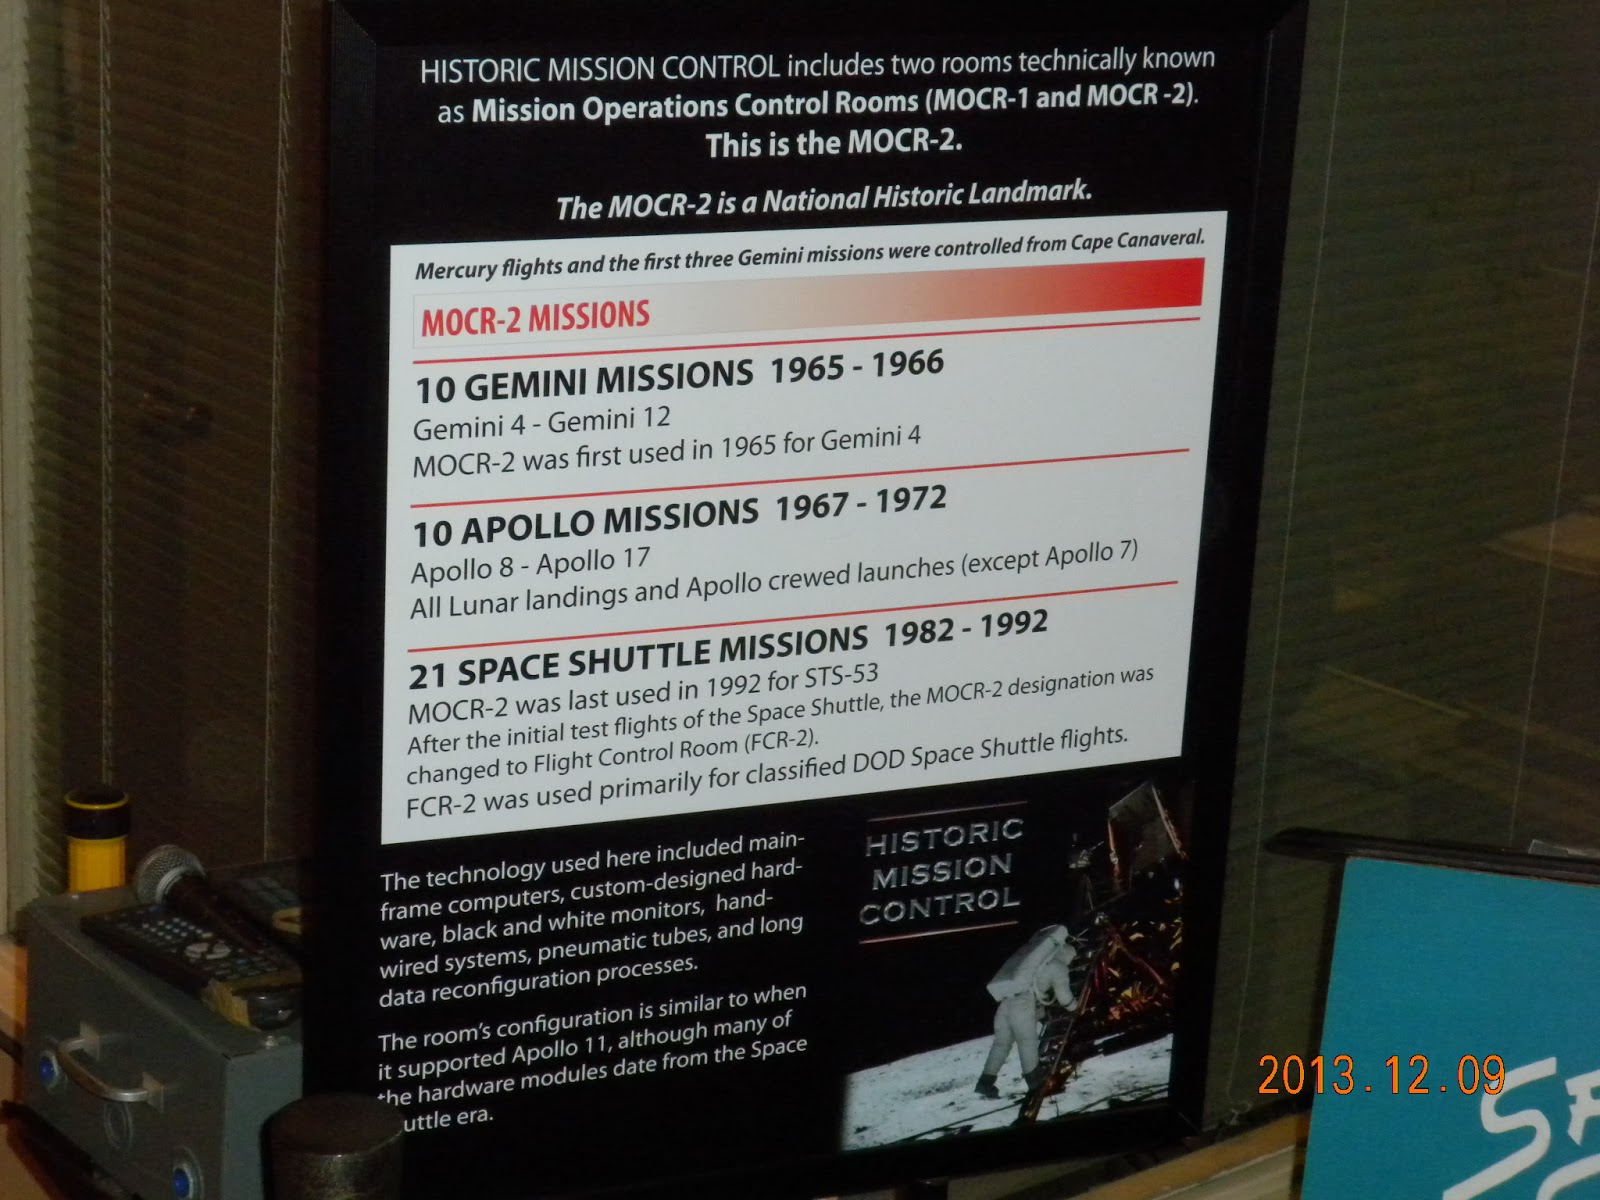 HISTORIC MISSION CONTROL includes two rooms technically known
as Mission Operations Control Rooms (MOCR-1 and MOCR -2).
This is the MOCR-2.
The MOCR-2 is a National Historic Landmark.
Mercury flights and the first three Gemini missions were controlled from Cape Canaveral.
MOCR-2 MISSIONS
10 GEMINI MISSIONS 1965 - 1966
Gemini 4 - Gemini 12
MOCR-2 was first used in 1965 for Gemini 4
10 APOLLO MISSIONS 1967 - 1972
Apollo 8 - Apollo 17
All Lunar landings and Apollo crewed launches (except Apollo 7)
21 SPACE SHUTTLE MISSIONS 1982 - 1992
MOCR-2 was last used in 1992 for STS-53
After the initial test flights of the Space Shuttle, the MOCR-2 designation was
changed to Flight Control Room (FCR-2).
FCR-2 was used primarily for classified DOD Space Shuttle flights.
The technology used here included main-
frame computers, custom-designed hard-
ware, black and white monitors, hand-
wired systems, pneumatic tubes, and long
data reconfiguration processes.
The room's configuration is similar to when
it supported Apollo 11, although many of
the hardware modules date from the Space
uttle era.
HISTORIC
MISSION
CONTROL
2013.12.09